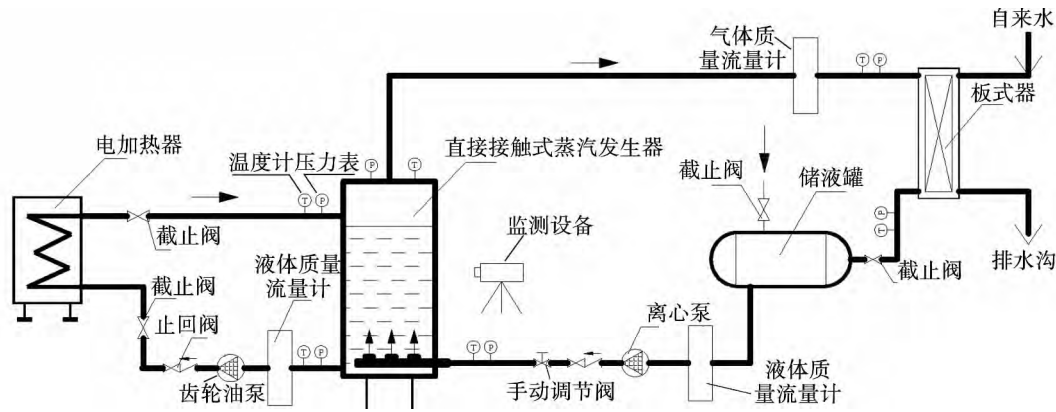 自来水
气体质
量流量计
T
P
板式器
电加热器
温度计压力表
P
T
直接接触式蒸汽发生器
截止阀
储液罐
T
P
截止阀
监测设备
P
T
截止阀
排水沟
液体质量
流量计
截止阀
止回阀
离心泵
T
P
T
P
齿轮油泵
手动调节阀
液体质
量流量计